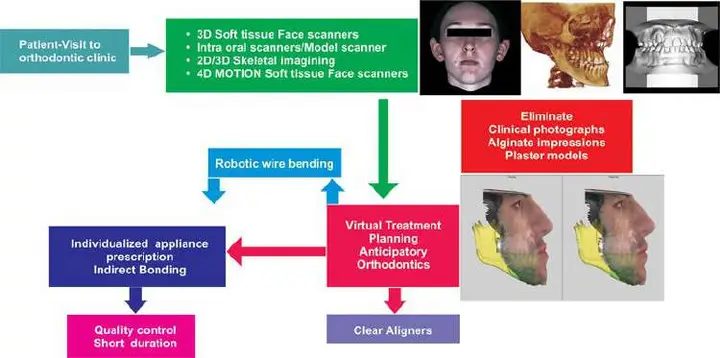 Patient-Visit to
orthodontic clinic
• 3D Soft tissue Face scanners
• Intra oral scanners/Model scanner
• 2D/3D Skeletal imagining
• 4D MOTION Soft tissue Face scanners
Eliminate
Clinical photographs
Alginate impressions
Plaster models
Robotic wire bending
Virtual Treatment
Planning
Anticipatory
Orthodontics
Individualized appliance
prescription
Indirect Bonding
Quality control
Short duration
Clear Aligners